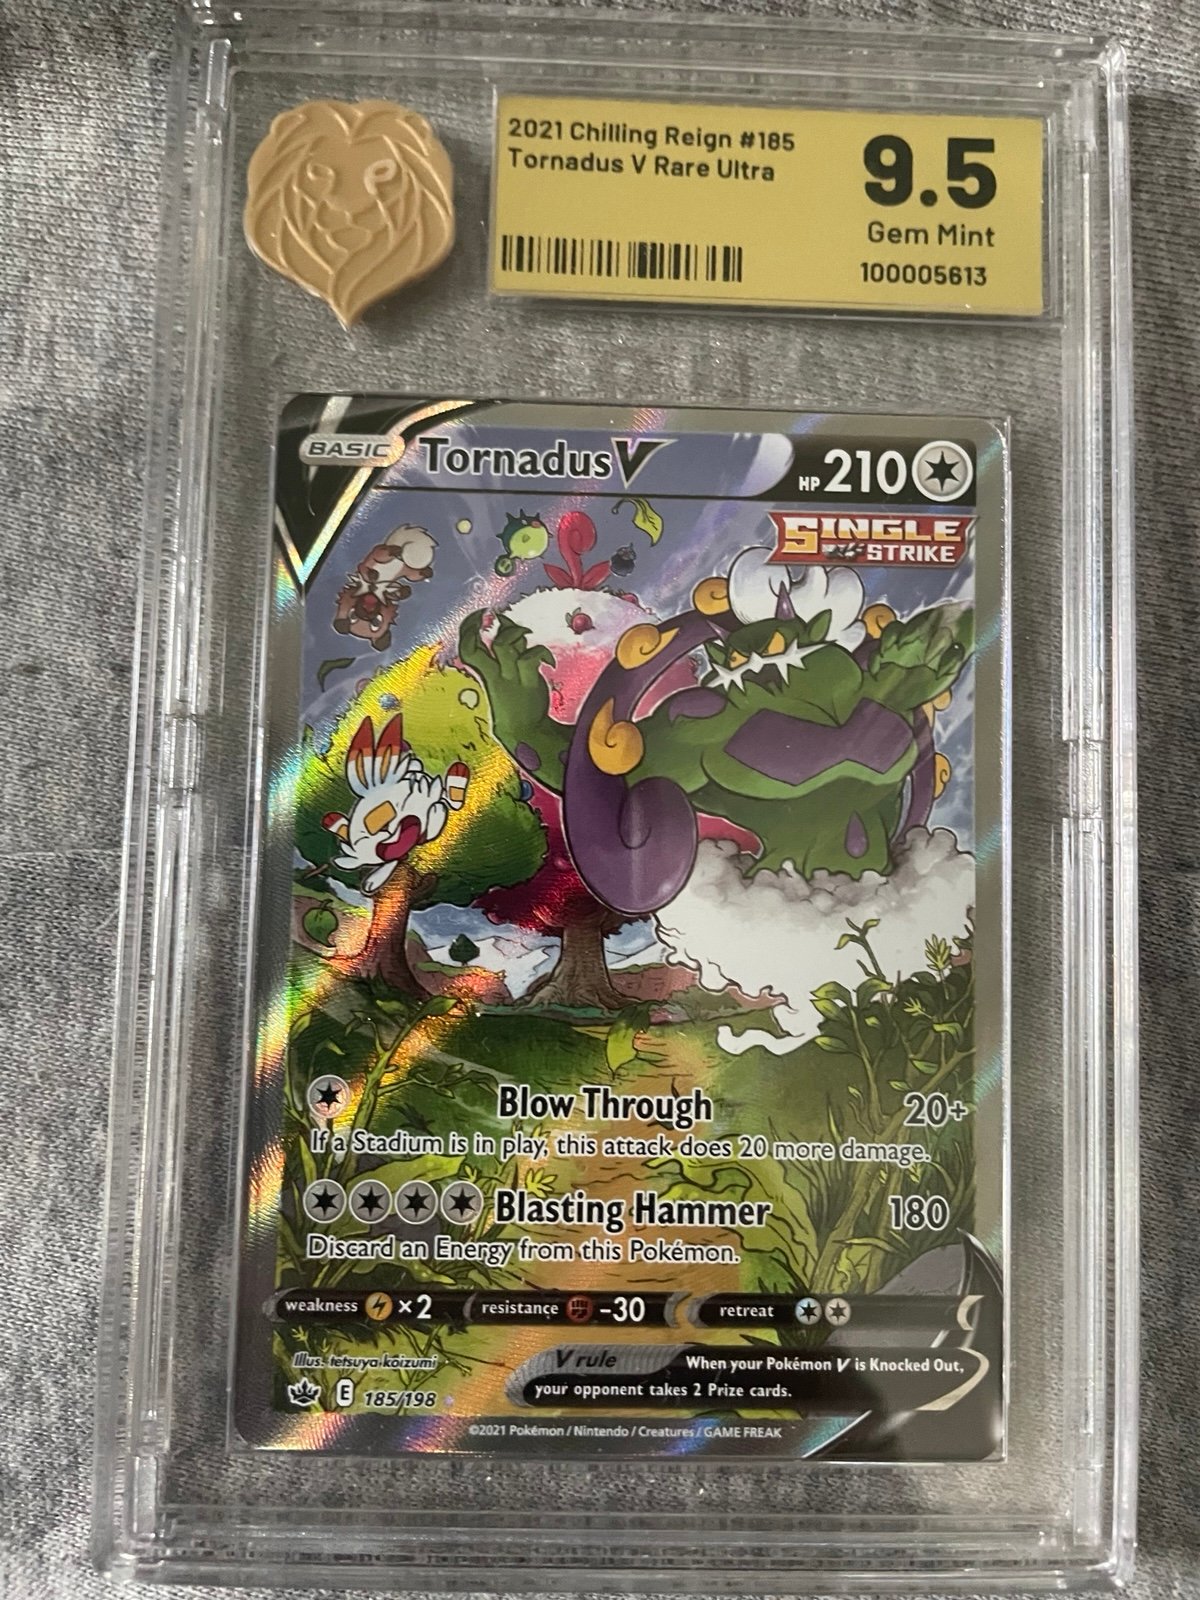 2021 Chilling Reign #185
Tornadus V Rare Ultra
9.5
Gem Mint
100005613
BASIC
Tornadus V
HP 210
SINGLE
STRIKE
Blow Through 20+
If a Stadium is in play, this attack does 20 more damage.
Blasting Hammer 180
Discard an Energy from this Pokémon.
weakness ×2 resistance -30 retreat
Illus. tetsuya koizumi
V rule When your Pokémon V is Knocked Out,
your opponent takes 2 Prize cards.
E 185/198
©2021 Pokémon / Nintendo / Creatures / GAME FREAK